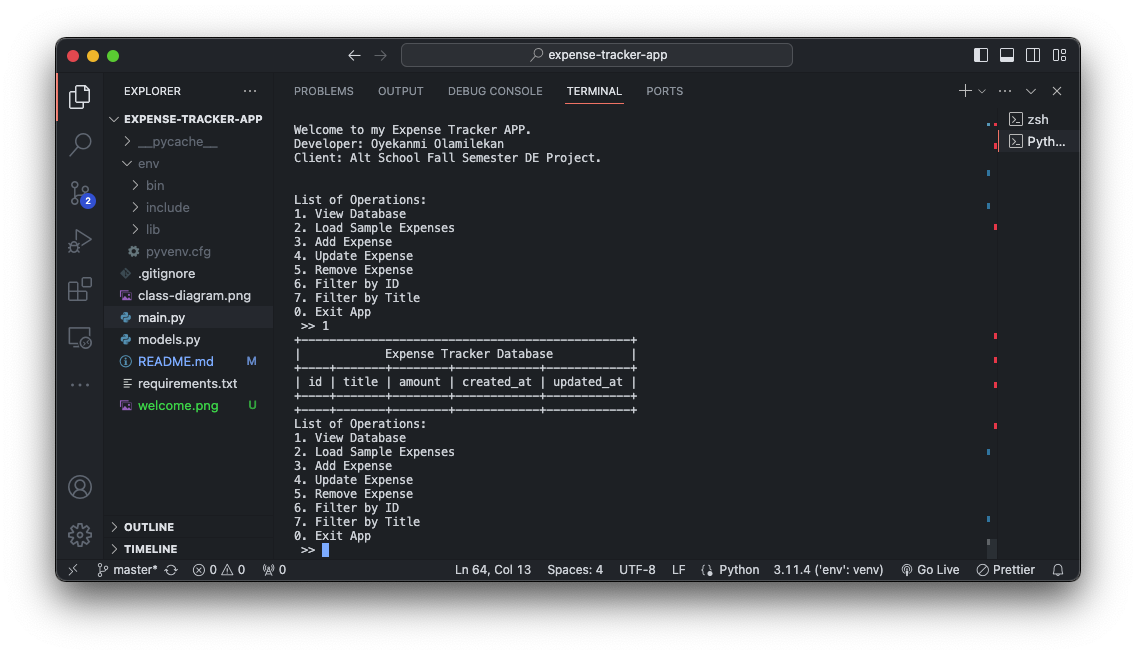 expense-tracker-app
EXPLORER
EXPENSE-TRACKER-APP
__pycache__
env
bin
include
lib
pyvenv.cfg
.gitignore
class-diagram.png
main.py
models.py
README.md M
requirements.txt
welcome.png U
OUTLINE
TIMELINE
2
PROBLEMS OUTPUT DEBUG CONSOLE TERMINAL PORTS
Welcome to my Expense Tracker APP.
Developer: Oyekanmi Olamilekan
Client: Alt School Fall Semester DE Project.
List of Operations:
1. View Database
2. Load Sample Expenses
3. Add Expense
4. Update Expense
5. Remove Expense
6. Filter by ID
7. Filter by Title
0. Exit App
>> 1
+-----------------------------------------------+
| Expense Tracker Database |
+----+-------+--------+------------+------------+
| id | title | amount | created_at | updated_at |
+----+-------+--------+------------+------------+
+----+-------+--------+------------+------------+
List of Operations:
1. View Database
2. Load Sample Expenses
3. Add Expense
4. Update Expense
5. Remove Expense
6. Filter by ID
7. Filter by Title
0. Exit App
>>
zsh
Pyth...
master* 0 0 0 Ln 64, Col 13 Spaces: 4 UTF-8 LF Python 3.11.4 ('env': venv) Go Live Prettier